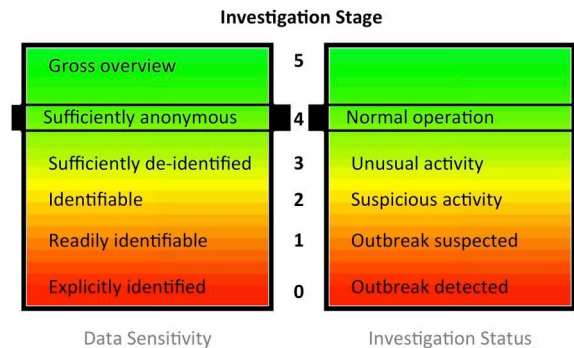 Investigation Stage
Gross overview 5
Sufficiently anonymous 4 Normal operation
Sufficiently de-identified 3 Unusual activity
Identifiable 2 Suspicious activity
Readily identifiable 1 Outbreak suspected
Explicitly identified 0 Outbreak detected
Data Sensitivity Investigation Status